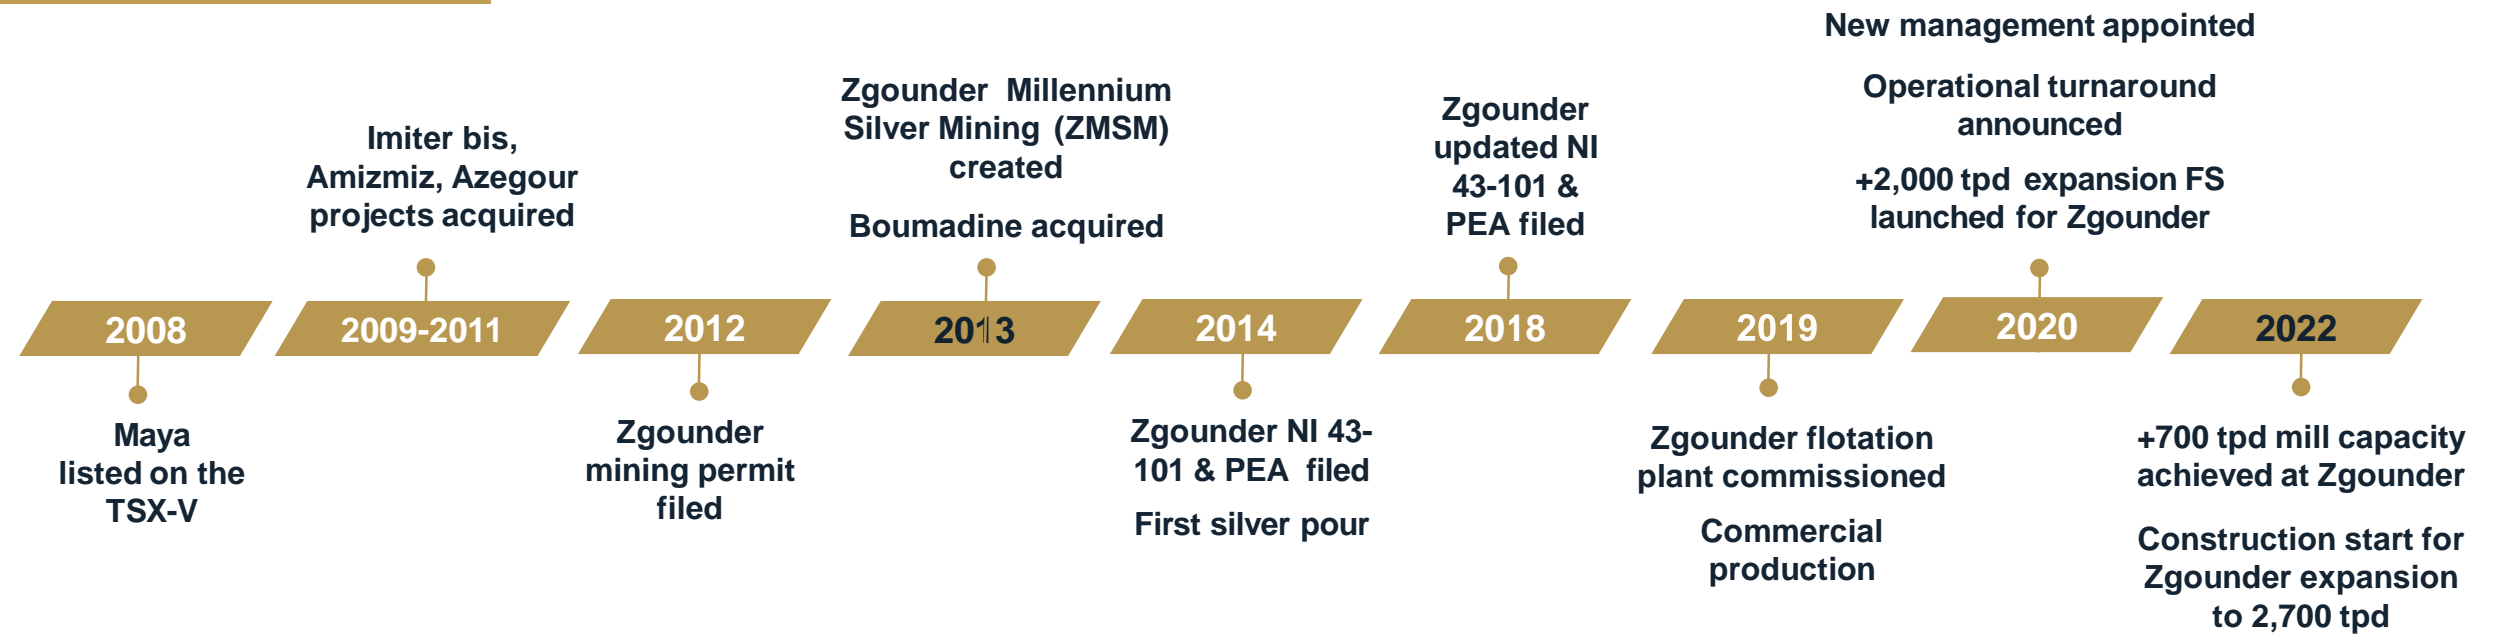 2008
Maya
listed on the
TSX-V
Imiter bis,
Amizmiz, Azegour
projects acquired
2009-2011
2012
Zgounder
mining permit
filed
Zgounder Millennium
Silver Mining (ZMSM)
created
Boumadine acquired
2013
2014
Zgounder NI 43-
101 & PEA filed
First silver pour
Zgounder
updated NI
43-101 &
PEA filed
2018
2019
Zgounder flotation
plant commissioned
Commercial
production
New management appointed
Operational turnaround
announced
+2,000 tpd expansion FS
launched for Zgounder
2020
2022
+700 tpd mill capacity
achieved at Zgounder
Construction start for
Zgounder expansion
to 2,700 tpd